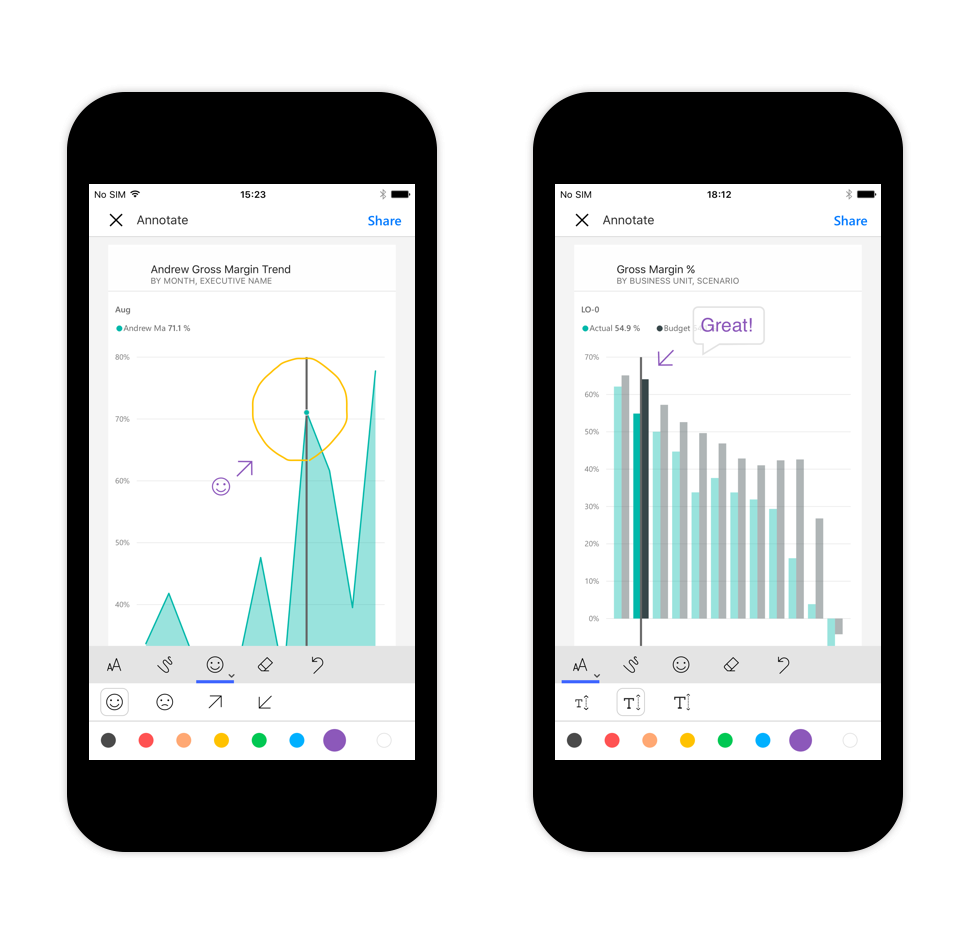 No SIM
15:23
Annotate
Share
Andrew Gross Margin Trend
BY MONTH, EXECUTIVE NAME
Aug
Andrew Ma 71.1 %
80%
70%
60%
50%
40%
AA
No SIM
18:12
Annotate
Share
Gross Margin %
BY BUSINESS UNIT, SCENARIO
LO-0
Actual 54.9 %
Budget
Great!
70%
60%
50%
40%
30%
20%
10%
0%
AA
T
T
T